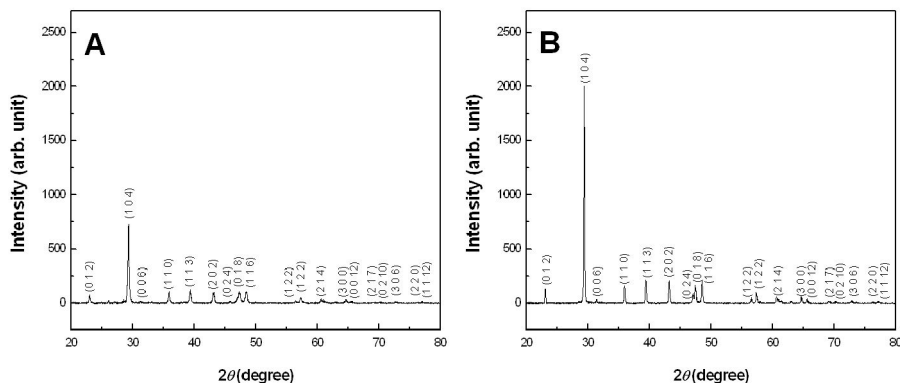 A
Intensity (arb. unit)
2500
2000
1500
1000
500
0
(0 1 2)
(1 0 4)
(0 0 6)
(1 1 0)
(1 1 3)
(2 0 2)
(0 2 4)
(0 1 8)
(1 1 6)
(1 2 2)
(1 2 2)
(2 1 4)
(3 0 0)
(0 0 12)
(2 1 7)
(0 2 10)
(3 0 6)
(2 2 0)
(1 1 12)
20 30 40 50 60 70 80
2θ(degree)
B
Intensity (arb. unit)
2500
2000
1500
1000
500
0
(0 1 2)
(1 0 4)
(0 0 6)
(1 1 0)
(1 1 3)
(2 0 2)
(0 2 4)
(0 1 8)
(1 1 6)
(1 2 2)
(2 1 4)
(3 0 0)
(0 0 12)
(2 1 7)
(0 2 10)
(3 0 6)
(2 2 0)
(1 1 12)
20 30 40 50 60 70 80
2θ(degree)